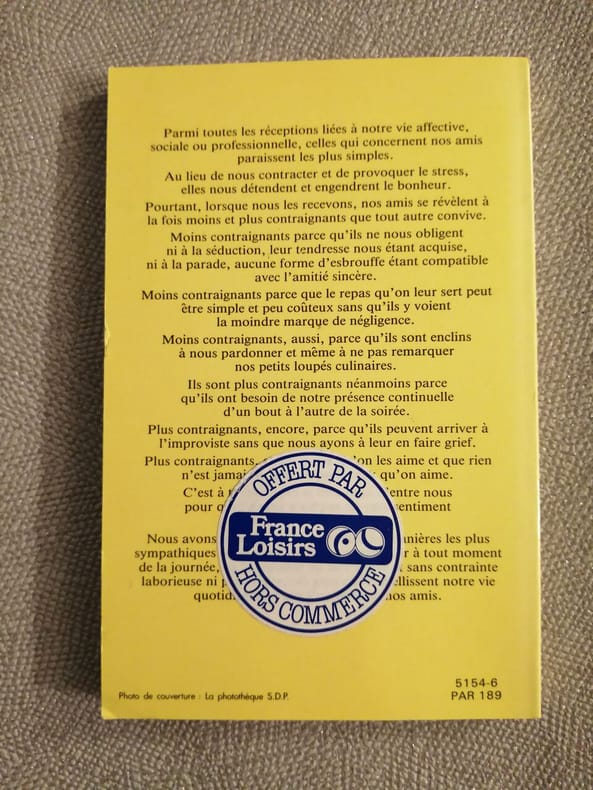 Parmi toutes les réceptions liées à notre vie affective,
sociale ou professionnelle, celles qui concernent nos amis
paraissent les plus simples.
Au lieu de nous contracter et de provoquer le stress,
elles nous détendent et engendrent le bonheur.
Pourtant, lorsque nous les recevons, nos amis se révèlent à
la fois moins et plus contraignants que tout autre convive.
Moins contraignants parce qu'ils ne nous obligent
ni à la séduction, leur tendresse nous étant acquise,
ni à la parade, aucune forme d'esbrouffe étant compatible
avec l'amitié sincère.
Moins contraignants parce que le repas qu'on leur sert peut
être simple et peu coûteux sans qu'ils y voient
la moindre marque de négligence.
Moins contraignants, aussi, parce qu'ils sont enclins
à nous pardonner et même à ne pas remarquer
nos petits loupés culinaires.
Ils sont plus contraignants néanmoins parce
qu'ils ont besoin de notre présence continuelle
d'un bout à l'autre de la soirée.
Plus contraignants, encore, parce qu'ils peuvent arriver à
l'improviste sans que nous ayons à leur en faire grief.
Plus contraignants, on les aime et que rien
n'est qu'on aime.
C'est à entre nous
pour
Nous avons les plus
sympathiques à tout moment
de la journée, sans contrainte
laborieuse ni notre vie
nos amis.
OFFERT PAR
France
Loisirs
HORS COMMERCE
Photo de couverture : La photothèque S.D.P.
5154-6
PAR 189